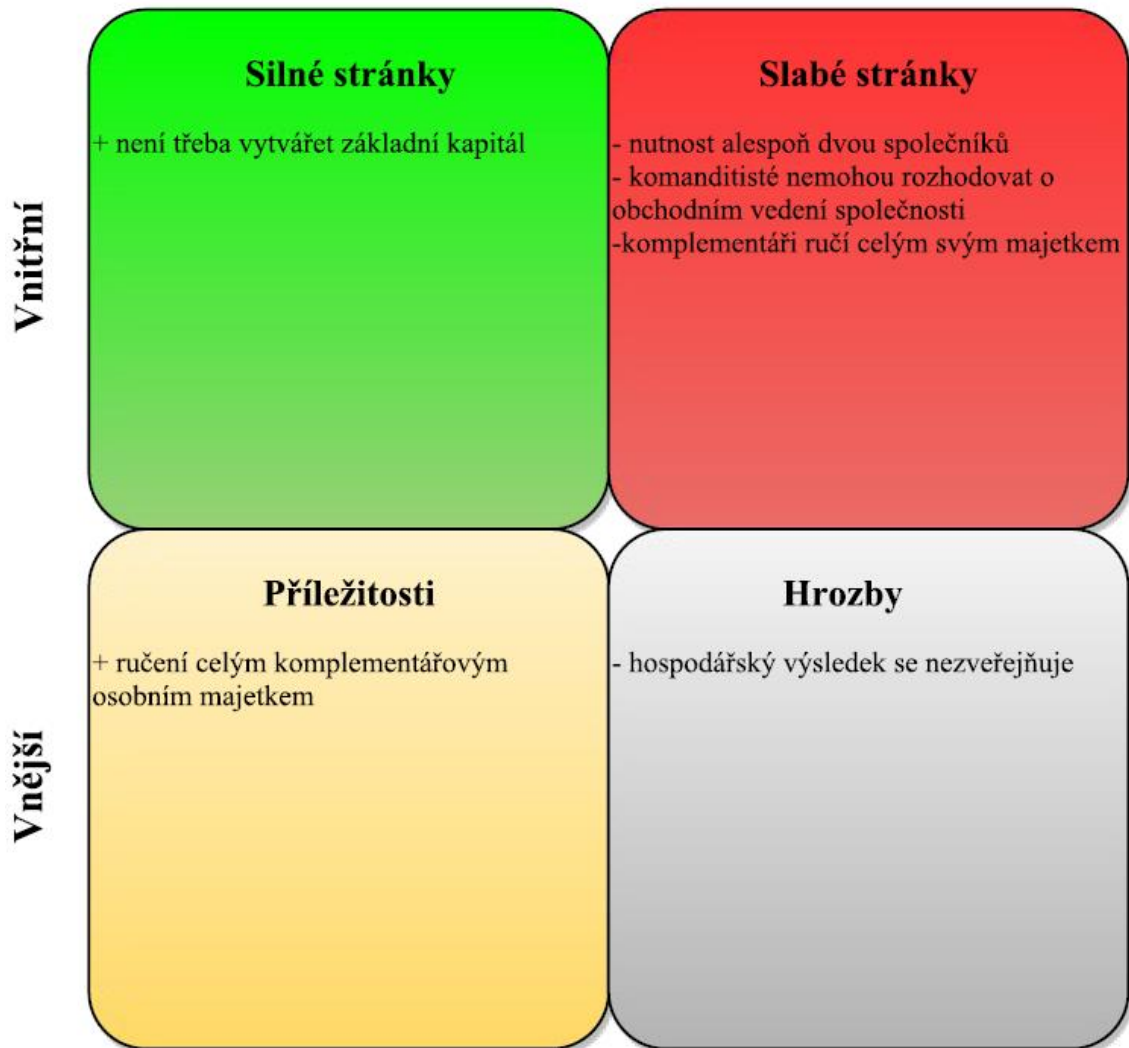 Vnitřní
Silné stránky
+ není třeba vytvářet základní kapitál
Slabé stránky
- nutnost alespoň dvou společníků
- komanditisté nemohou rozhodovat o
obchodním vedení společnosti
-komplementáři ručí celým svým majetkem
Vnější
Příležitosti
+ ručení celým komplementářovým
osobním majetkem
Hrozby
- hospodářský výsledek se nezveřejňuje